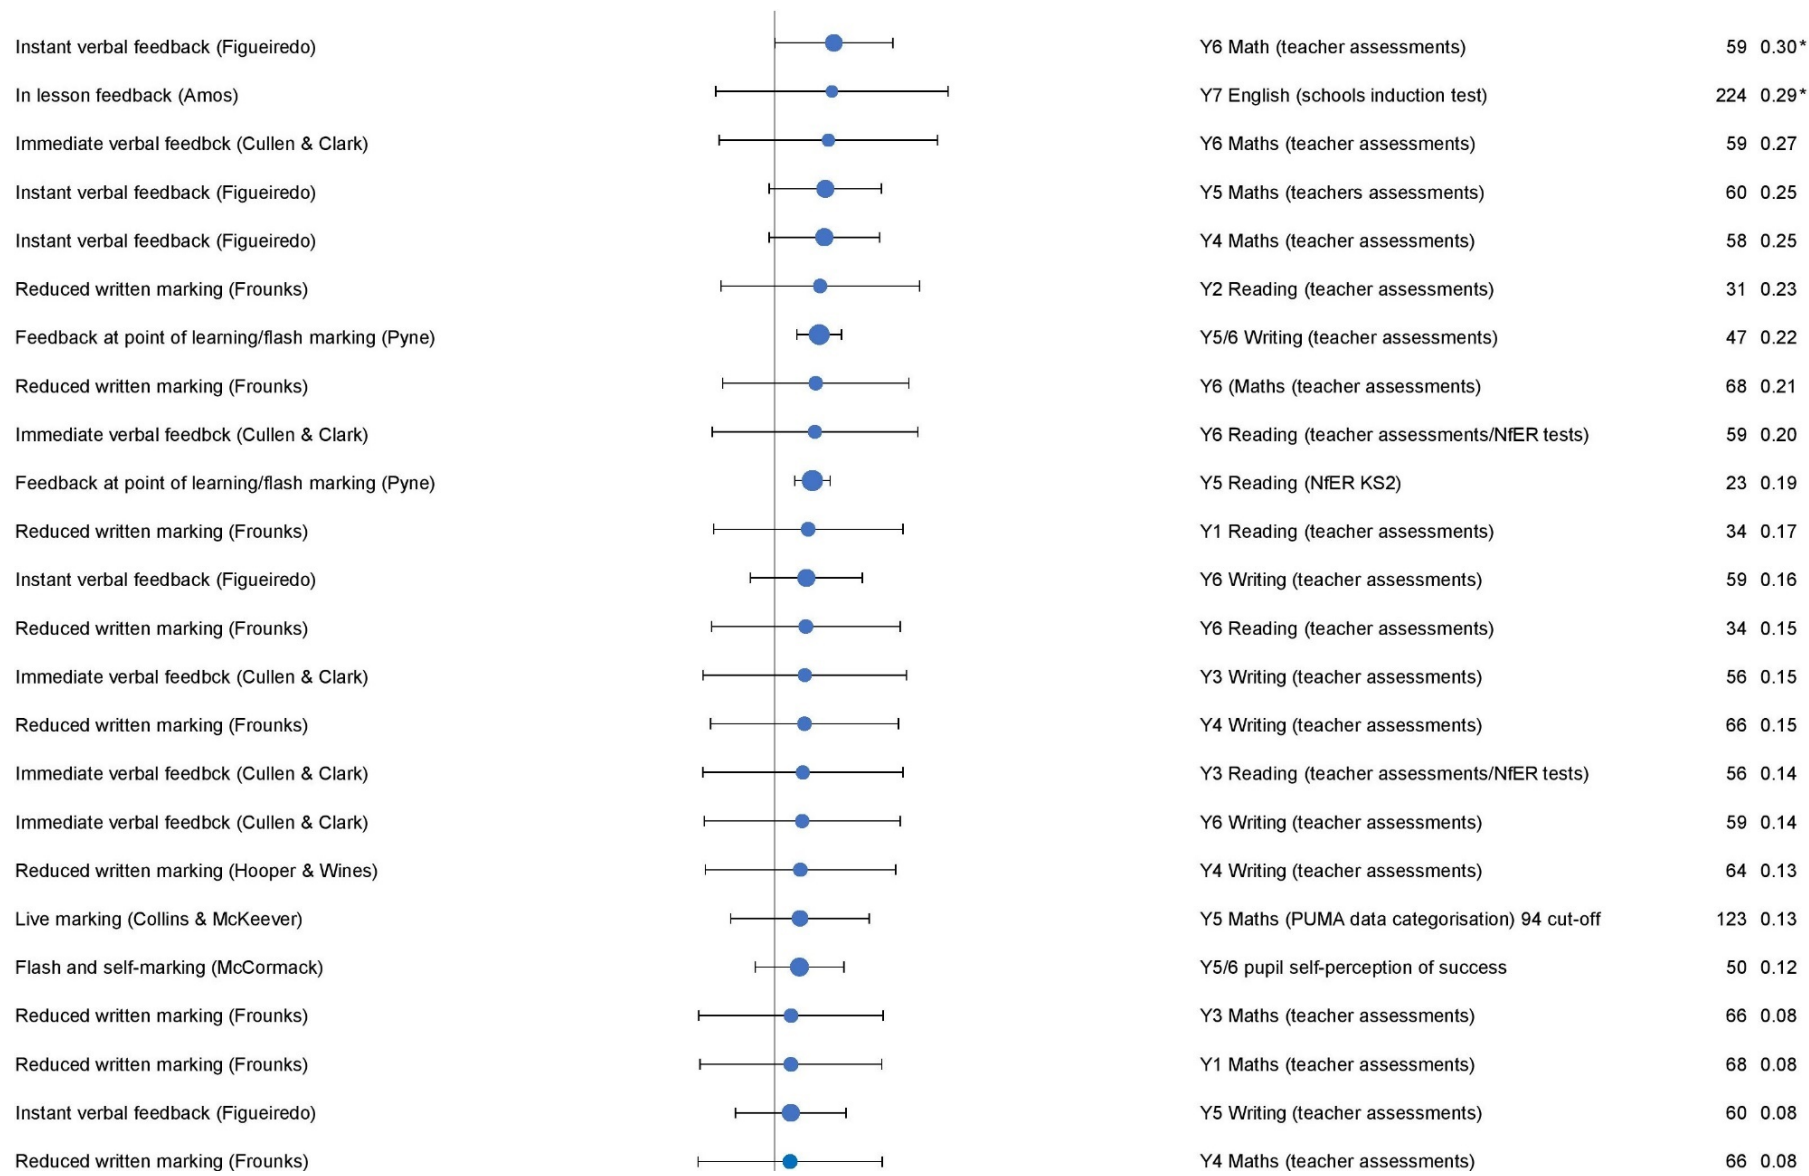 Instant verbal feedback (Figueiredo) Y6 Math (teacher assessments) 59 0.30*
In lesson feedback (Amos) Y7 English (schools induction test) 224 0.29*
Immediate verbal feedbck (Cullen & Clark) Y6 Maths (teacher assessments) 59 0.27
Instant verbal feedback (Figueiredo) Y5 Maths (teachers assessments) 60 0.25
Instant verbal feedback (Figueiredo) Y4 Maths (teacher assessments) 58 0.25
Reduced written marking (Frounks) Y2 Reading (teacher assessments) 31 0.23
Feedback at point of learning/flash marking (Pyne) Y5/6 Writing (teacher assessments) 47 0.22
Reduced written marking (Frounks) Y6 (Maths (teacher assessments) 68 0.21
Immediate verbal feedbck (Cullen & Clark) Y6 Reading (teacher assessments/NfER tests) 59 0.20
Feedback at point of learning/flash marking (Pyne) Y5 Reading (NfER KS2) 23 0.19
Reduced written marking (Frounks) Y1 Reading (teacher assessments) 34 0.17
Instant verbal feedback (Figueiredo) Y6 Writing (teacher assessments) 59 0.16
Reduced written marking (Frounks) Y6 Reading (teacher assessments) 34 0.15
Immediate verbal feedbck (Cullen & Clark) Y3 Writing (teacher assessments) 56 0.15
Reduced written marking (Frounks) Y4 Writing (teacher assessments) 66 0.15
Immediate verbal feedbck (Cullen & Clark) Y3 Reading (teacher assessments/NfER tests) 56 0.14
Immediate verbal feedbck (Cullen & Clark) Y6 Writing (teacher assessments) 59 0.14
Reduced written marking (Hooper & Wines) Y4 Writing (teacher assessments) 64 0.13
Live marking (Collins & McKeever) Y5 Maths (PUMA data categorisation) 94 cut-off 123 0.13
Flash and self-marking (McCormack) Y5/6 pupil self-perception of success 50 0.12
Reduced written marking (Frounks) Y3 Maths (teacher assessments) 66 0.08
Reduced written marking (Frounks) Y1 Maths (teacher assessments) 68 0.08
Instant verbal feedback (Figueiredo) Y5 Writing (teacher assessments) 60 0.08
Reduced written marking (Frounks) Y4 Maths (teacher assessments) 66 0.08